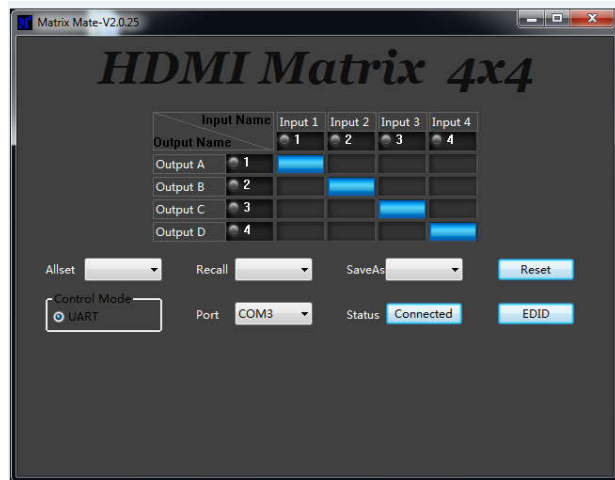 Matrix Mate-V2.0.25
HDMI Matrix 4x4
Input Name Input 1 Input 2 Input 3 Input 4
Output Name 1 2 3 4
Output A 1
Output B 2
Output C 3
Output D 4
Allset Recall SaveAs Reset
Control Mode
UART Port COM3 Status Connected EDID